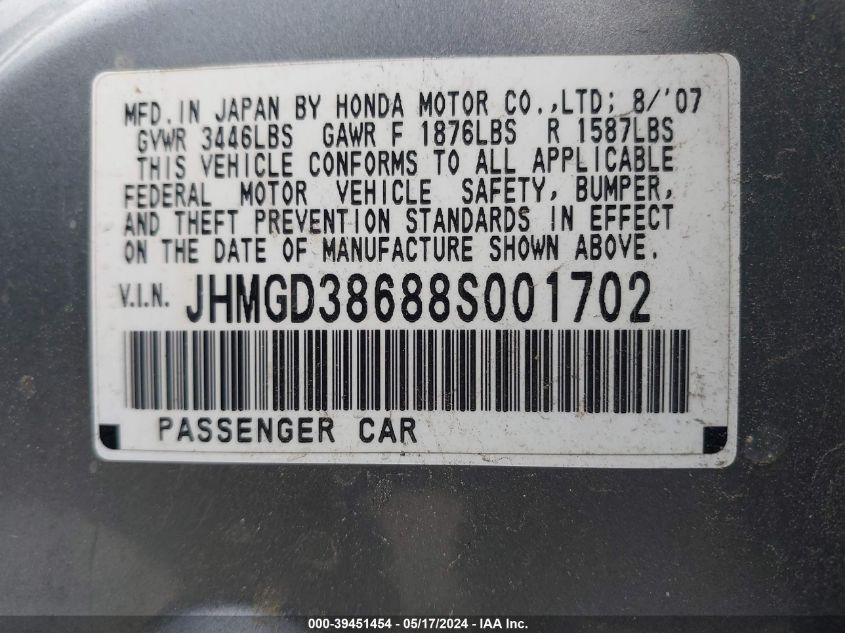 MFD. IN JAPAN BY HONDA MOTOR CO.,LTD; 8/'07
GVWR 3446LBS GAWR F 1876LBS R 1587LBS
THIS VEHICLE CONFORMS TO ALL APPLICABLE
FEDERAL MOTOR VEHICLE SAFETY, BUMPER,
AND THEFT PREVENTION STANDARDS IN EFFECT
ON THE DATE OF MANUFACTURE SHOWN ABOVE.
V.I.N. JHMGD38688S001702
PASSENGER CAR
000-39451454 - 05/17/2024 - IAA Inc.